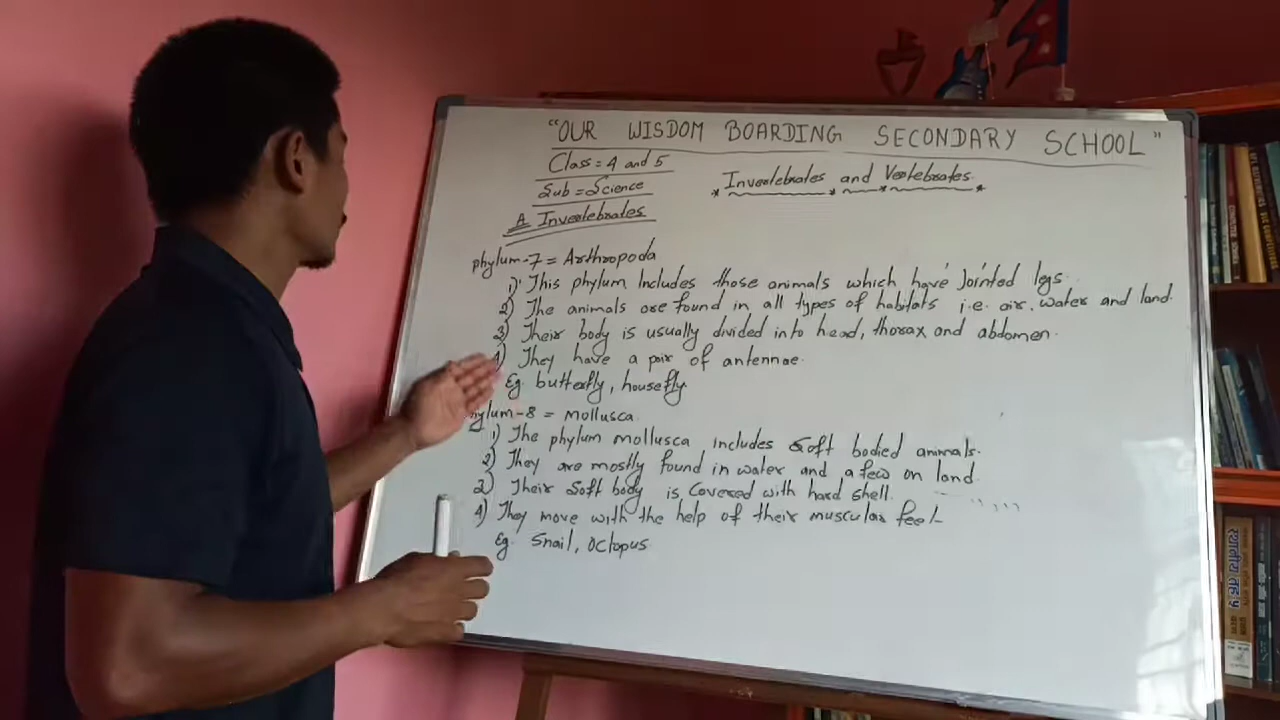 "OUR WISDOM BOARDING SECONDARY SCHOOL"
Class = 4 and 5
Sub = Science
* Invertebrates and Vertebrates *
A Invertebrates
phylum-7 = Arthropoda
1) This phylum Includes those animals which have Jointed legs.
2) The animals are found in all types of habitats i.e. air, water and land.
3) Their body is usually divided into head, thorax and abdomen.
4) They have a pair of antennae.
Eg. butterfly, housefly
hylum-8 = mollusca
1) The phylum mollusca includes Soft bodied animals.
2) They are mostly found in water and a few on land.
3) Their Soft body is Covered with hard shell.
4) They move with the help of their muscular feet
Eg. Snail, Octopus